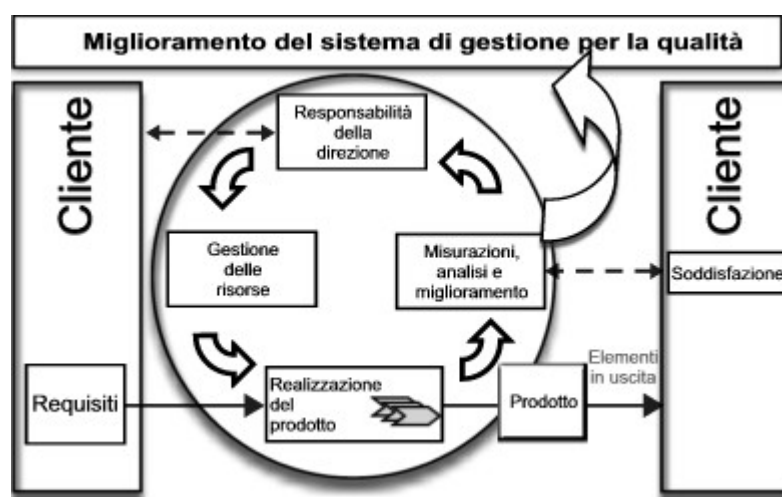 Miglioramento del sistema di gestione per la qualità
Cliente
Responsabilità
della
direzione
Cliente
Gestione
delle
risorse
Misurazioni,
analisi e
miglioramento
Soddisfazione
Requisiti
Realizzazione
del
prodotto
Prodotto
Elementi
in uscita